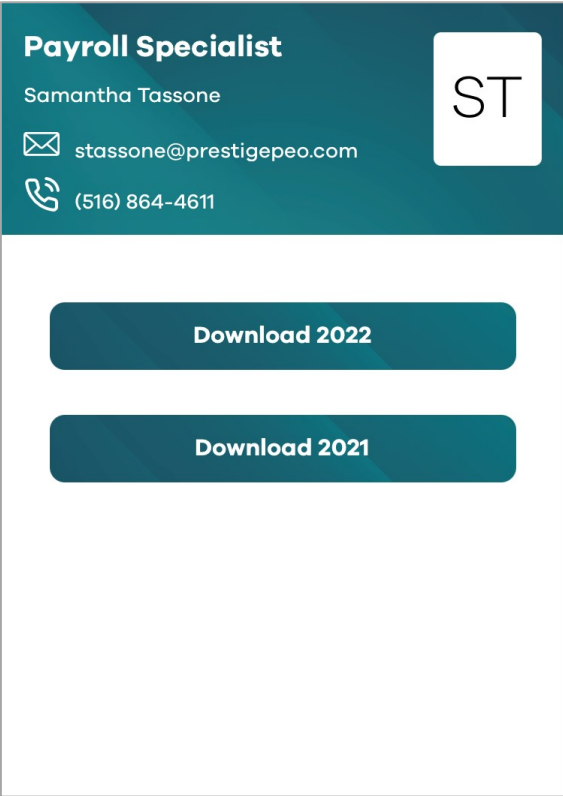 Payroll Specialist
Samantha Tassone
ST
stassone@prestigepeo.com
(516) 864-4611
Download 2022
Download 2021